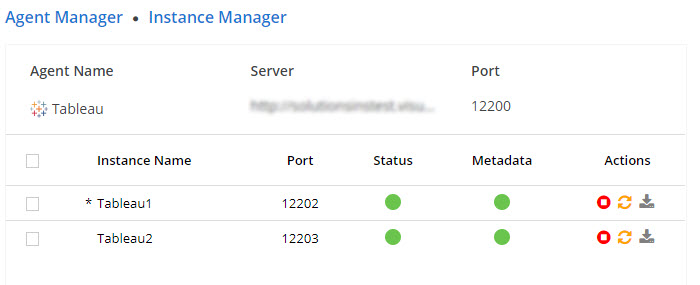 Agent Manager • Instance Manager
Agent Name Server Port
Tableau 12200
Instance Name Port Status Metadata Actions
* Tableau1 12202
Tableau2 12203